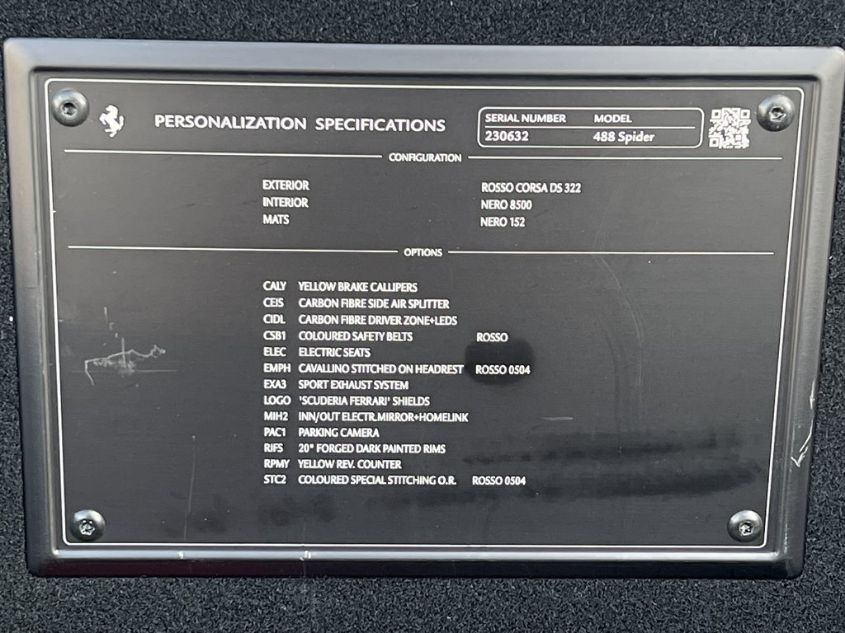 PERSONALIZATION SPECIFICATIONS
SERIAL NUMBER MODEL
230632 488 Spider
CONFIGURATION
EXTERIOR ROSSO CORSA DS 322
INTERIOR NERO 8500
MATS NERO 152
OPTIONS
CALY YELLOW BRAKE CALLIPERS
CEIS CARBON FIBRE SIDE AIR SPLITTER
CIDL CARBON FIBRE DRIVER ZONE+LEDS
CSB1 COLOURED SAFETY BELTS ROSSO
ELEC ELECTRIC SEATS
EMPH CAVALLINO STITCHED ON HEADREST ROSSO 0504
EXA3 SPORT EXHAUST SYSTEM
LOGO 'SCUDERIA FERRARI' SHIELDS
MIH2 INN/OUT ELECTR.MIRROR+HOMELINK
PAC1 PARKING CAMERA
RIFS 20" FORGED DARK PAINTED RIMS
RPMY YELLOW REV. COUNTER
STC2 COLOURED SPECIAL STITCHING O.R. ROSSO 0504